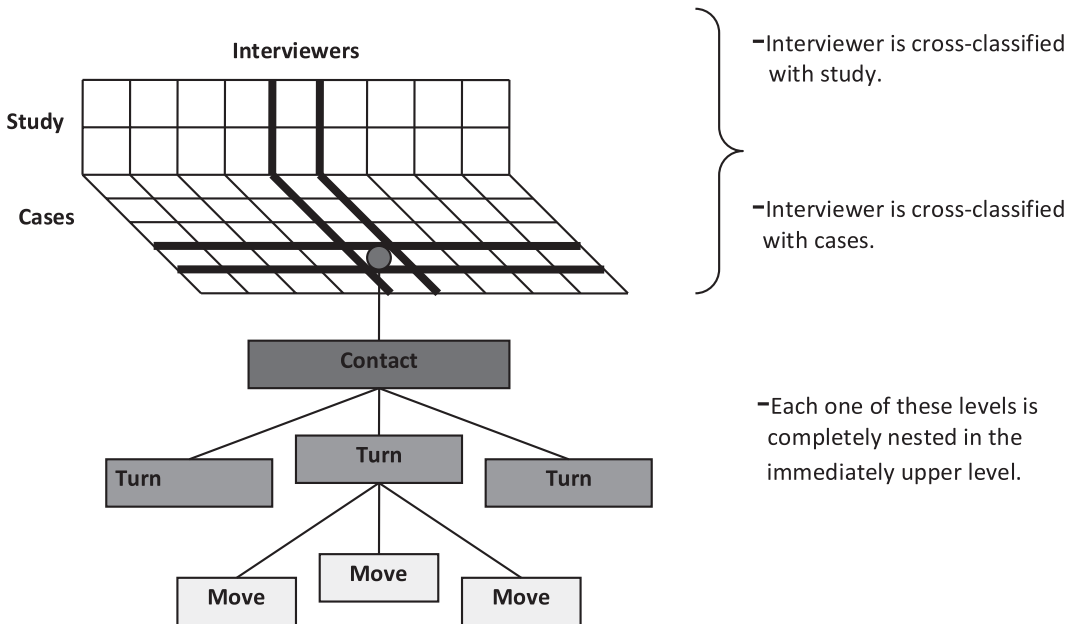 Interviewers
Study
Cases
-Interviewer is cross-classified
with study.
-Interviewer is cross-classified
with cases.
Contact
Turn
Turn
Turn
-Each one of these levels is
completely nested in the
immediately upper level.
Move
Move
Move